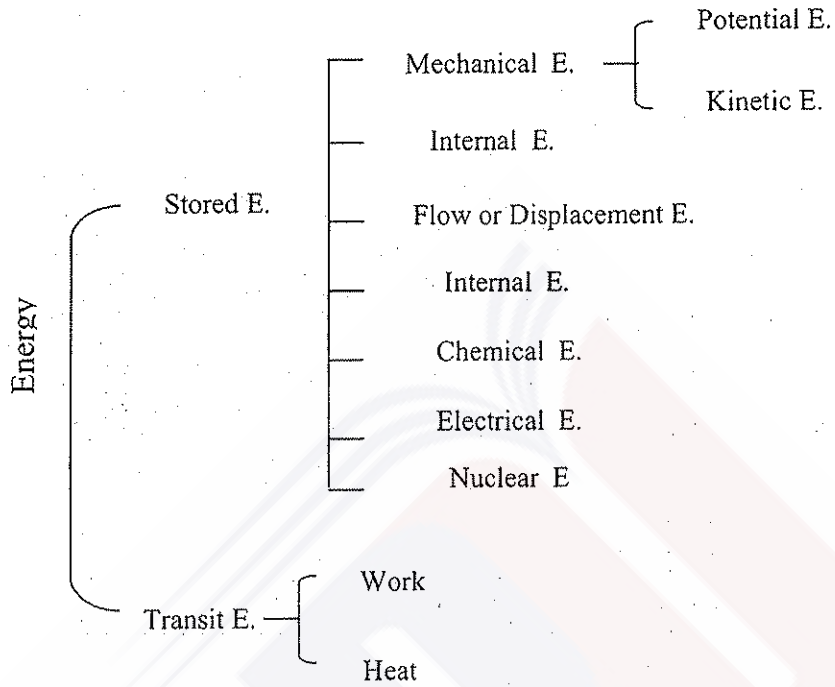 Potential E.
Mechanical E.
Kinetic E.
Internal E.
Stored E.
Flow or Displacement E.
Internal E.
Energy
Chemical E.
Electrical E.
Nuclear E
Work
Transit E.
Heat